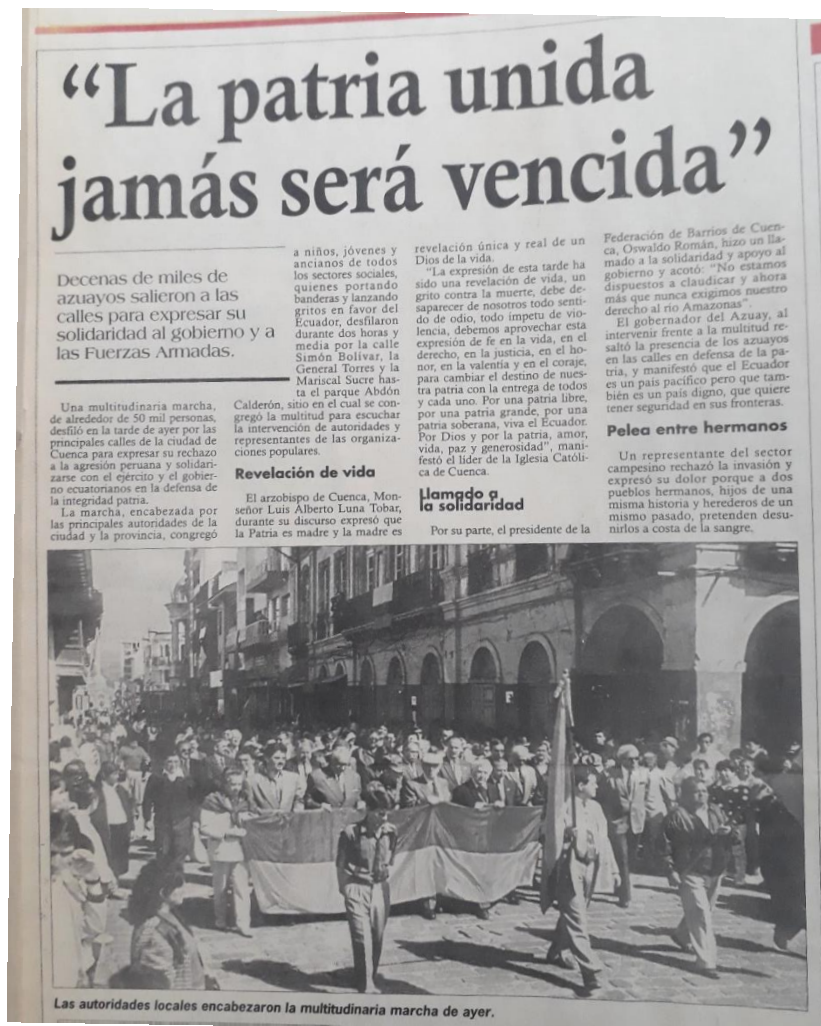 “La patria unida
jamás será vencida”
Decenas de miles de
azuayos salieron a las
calles para expresar su
solidaridad al gobierno y a
las Fuerzas Armadas.
Una multitudinaria marcha,
de alrededor de 50 mil personas,
desfiló en la tarde de ayer por las
principales calles de la ciudad de
Cuenca para expresar su rechazo
a la agresión peruana y solidari-
zarse con el ejército y el gobier-
no ecuatorianos en la defensa de
la integridad patria.
La marcha, encabezada por
las principales autoridades de la
ciudad y la provincia, congregó
a niños, jóvenes y
ancianos de todos
los sectores sociales,
quienes portando
banderas y lanzando
gritos en favor del
Ecuador, desfilaron
durante dos horas y
media por la calle
Simón Bolívar, la
General Torres y la
Mariscal Sucre has-
ta el parque Abdón
Calderón, sitio en el cual se con-
gregó la multitud para escuchar
la intervención de autoridades y
representantes de las organiza-
ciones populares.
Revelación de vida
El arzobispo de Cuenca, Mon-
señor Luis Alberto Luna Tobar,
durante su discurso expresó que
la Patria es madre y la madre es
revelación única y real de un
Dios de la vida.
“La expresión de esta tarde ha
sido una revelación de vida, un
grito contra la muerte, debe de-
saparecer de nosotros todo senti-
do de odio, todo ímpetu de vio-
lencia, debemos aprovechar esta
expresión de fe en la vida, en el
derecho, en la justicia, en el ho-
nor, en la valentía y en el coraje,
para cambiar el destino de nues-
tra patria con la entrega de todos
y cada uno. Por una patria libre,
por una patria grande, por una
patria soberana, viva el Ecuador.
Por Dios y por la patria, amor,
vida, paz y generosidad”, mani-
festó el líder de la Iglesia Católi-
ca de Cuenca.
Llamado a
la solidaridad
Por su parte, el presidente de la
Federación de Barrios de Cuen-
ca, Oswaldo Román, hizo un lla-
mado a la solidaridad y apoyo al
gobierno y acotó: “No estamos
dispuestos a claudicar y ahora
más que nunca exigimos nuestro
derecho al río Amazonas”.
El gobernador del Azuay, al
intervenir frente a la multitud re-
saltó la presencia de los azuayos
en las calles en defensa de la pa-
tria, y manifestó que el Ecuador
es un país pacífico pero que tam-
bién es un país digno, que quiere
tener seguridad en sus fronteras.
Pelea entre hermanos
Un representante del sector
campesino rechazó la invasión y
expresó su dolor porque a dos
pueblos hermanos, hijos de una
misma historia y herederos de un
mismo pasado, pretenden desu-
nirlos a costa de la sangre.
Las autoridades locales encabezaron la multitudinaria marcha de ayer.